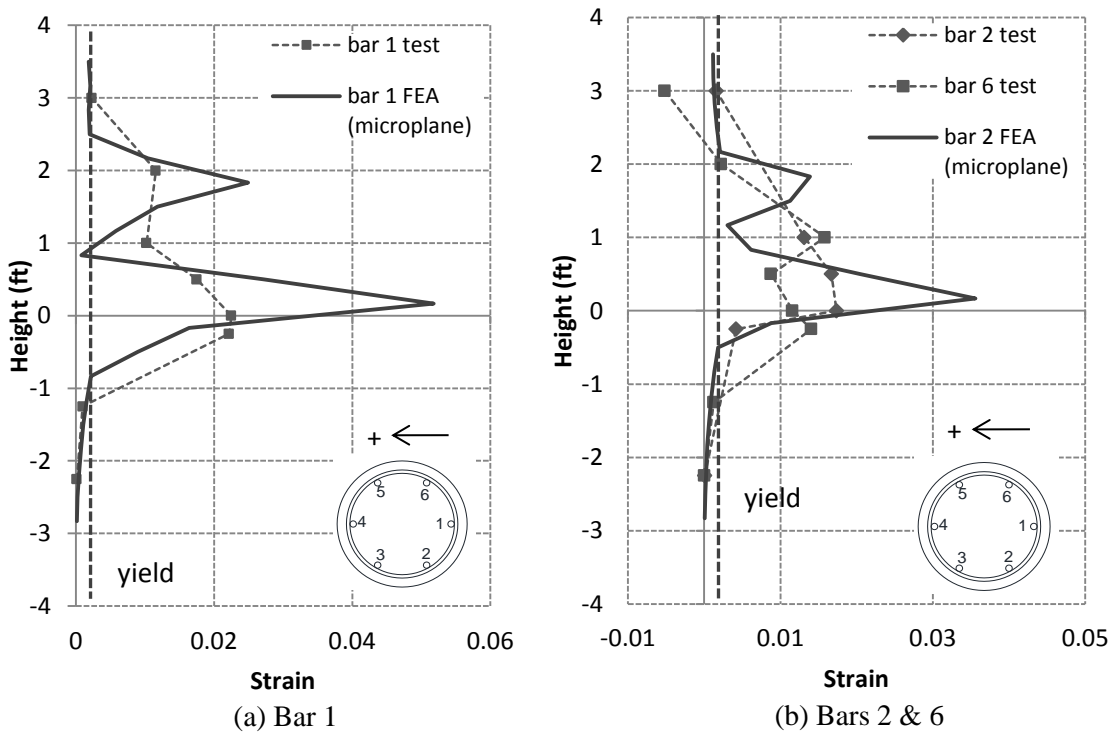 4
bar 1 test
3
bar 1 FEA
(microplane)
2
1
0
-1
-2
-3
-4
Height (ft)
+
5
6
4
1
3
2
yield
0
0.02
0.04
0.06
Strain
(a) Bar 1
4
bar 2 test
3
bar 6 test
2
bar 2 FEA
(microplane)
1
0
-1
-2
-3
-4
Height (ft)
+
5
6
4
1
3
2
yield
-0.01
0.01
0.03
0.05
Strain
(b) Bars 2 & 6